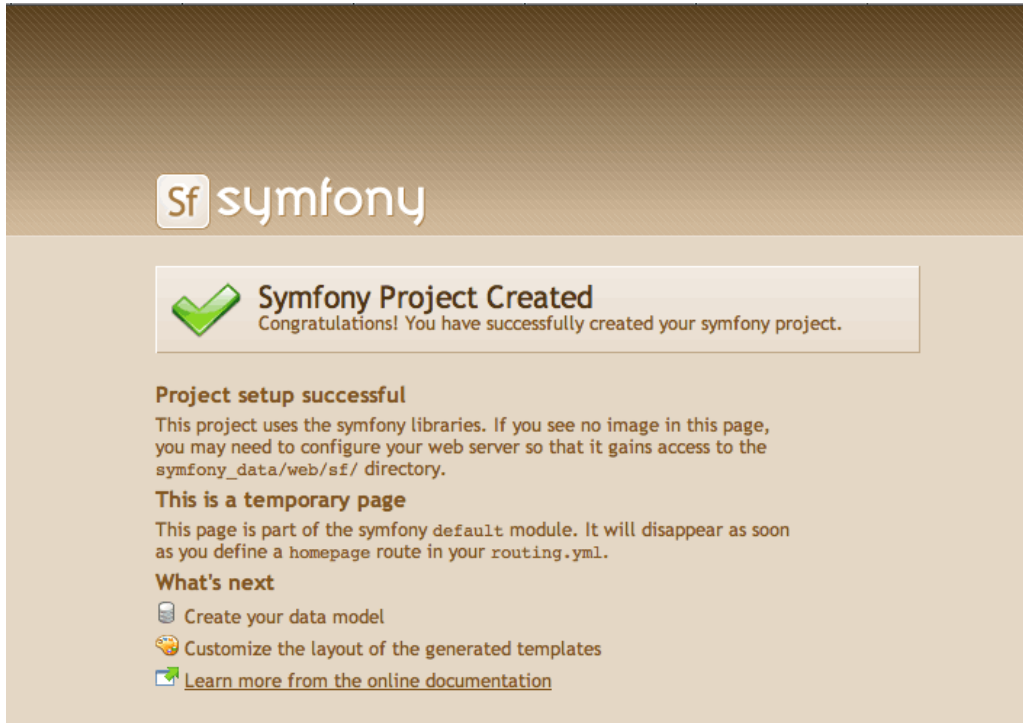 Sf symfony
Symfony Project Created
Congratulations! You have successfully created your symfony project.
Project setup successful
This project uses the symfony libraries. If you see no image in this page,
you may need to configure your web server so that it gains access to the
symfony_data/web/sf/ directory.
This is a temporary page
This page is part of the symfony default module. It will disappear as soon
as you define a homepage route in your routing.yml.
What's next
Create your data model
Customize the layout of the generated templates
Learn more from the online documentation